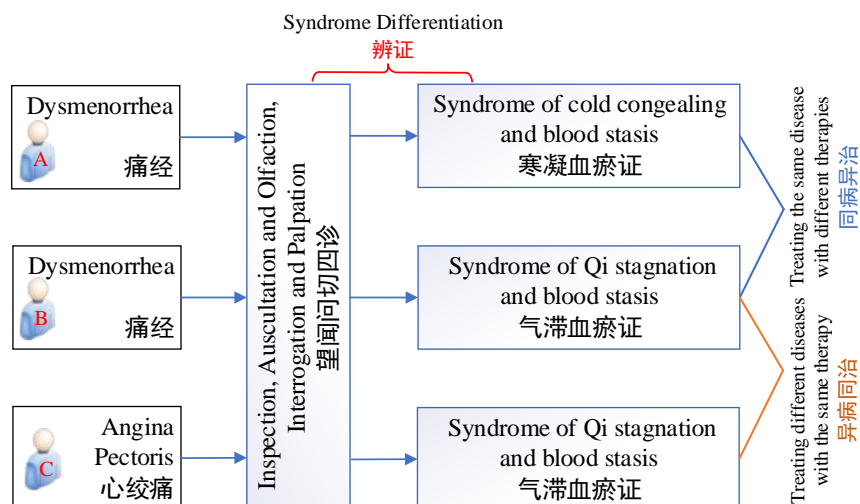 Syndrome Differentiation
辨证
Dysmenorrhea
A
痛经
Dysmenorrhea
B
痛经
Angina
Pectoris
C
心绞痛
Inspection, Auscultation and Olfaction,
Interrogation and Palpation
望闻问切四诊
Syndrome of cold congealing
and blood stasis
寒凝血瘀证
Syndrome of Qi stagnation
and blood stasis
气滞血瘀证
Syndrome of Qi stagnation
and blood stasis
气滞血瘀证
Treating the same disease
with different therapies
同病异治
Treating different diseases
with the same therapy
异病同治